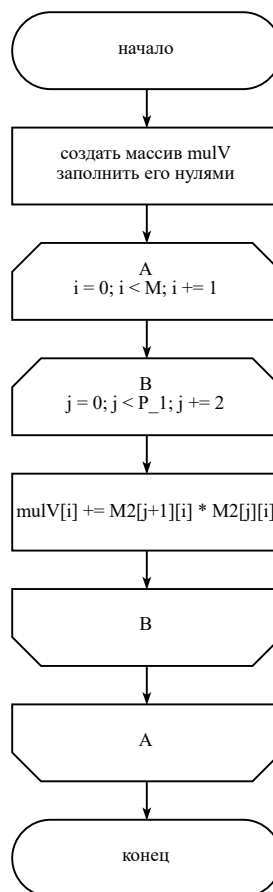 начало
создать массив mulV
заполнить его нулями
A
i = 0; i < M; i += 1
B
j = 0; j < P_1; j += 2
mulV[i] += M2[j+1][i] * M2[j][i]
B
A
конец